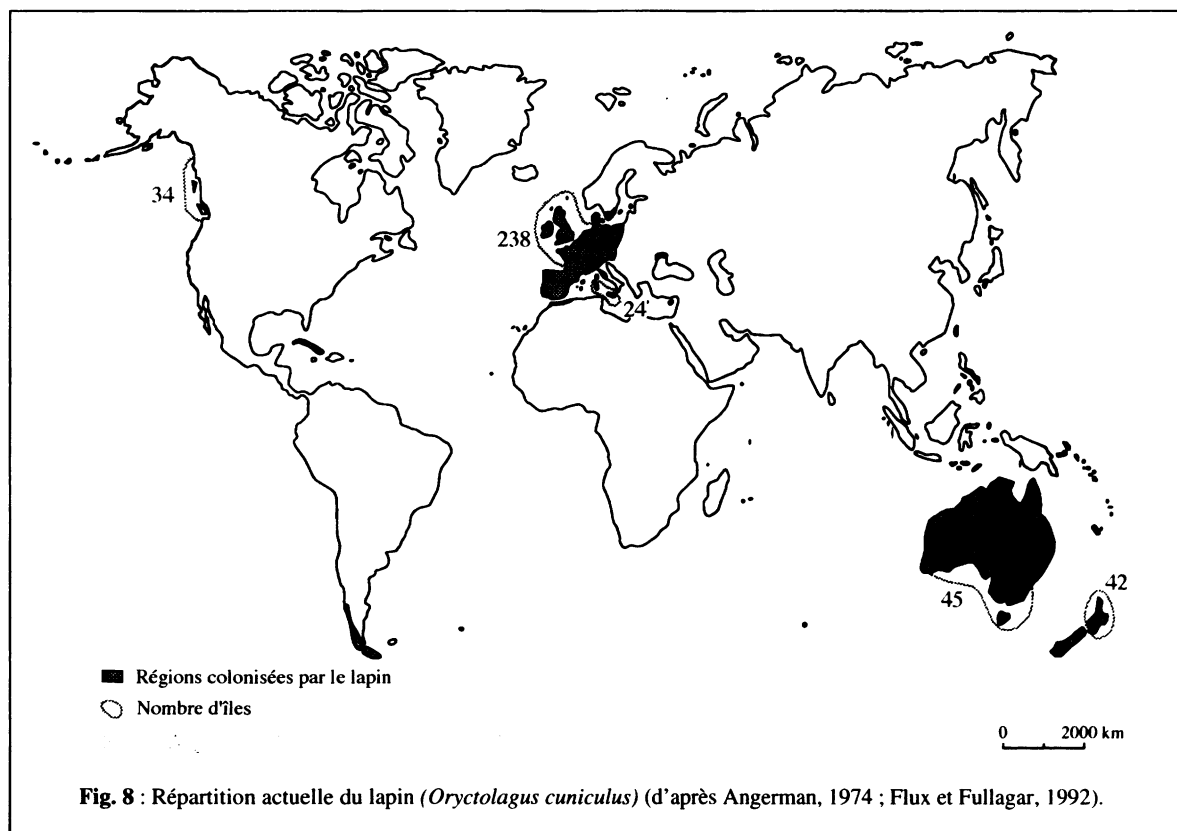 34
238
24
45
42
Régions colonisées par le lapin
Nombre d'îles
0 2000 km
Fig. 8 : Répartition actuelle du lapin (Oryctolagus cuniculus) (d'après Angerman, 1974 ; Flux et Fullagar, 1992).